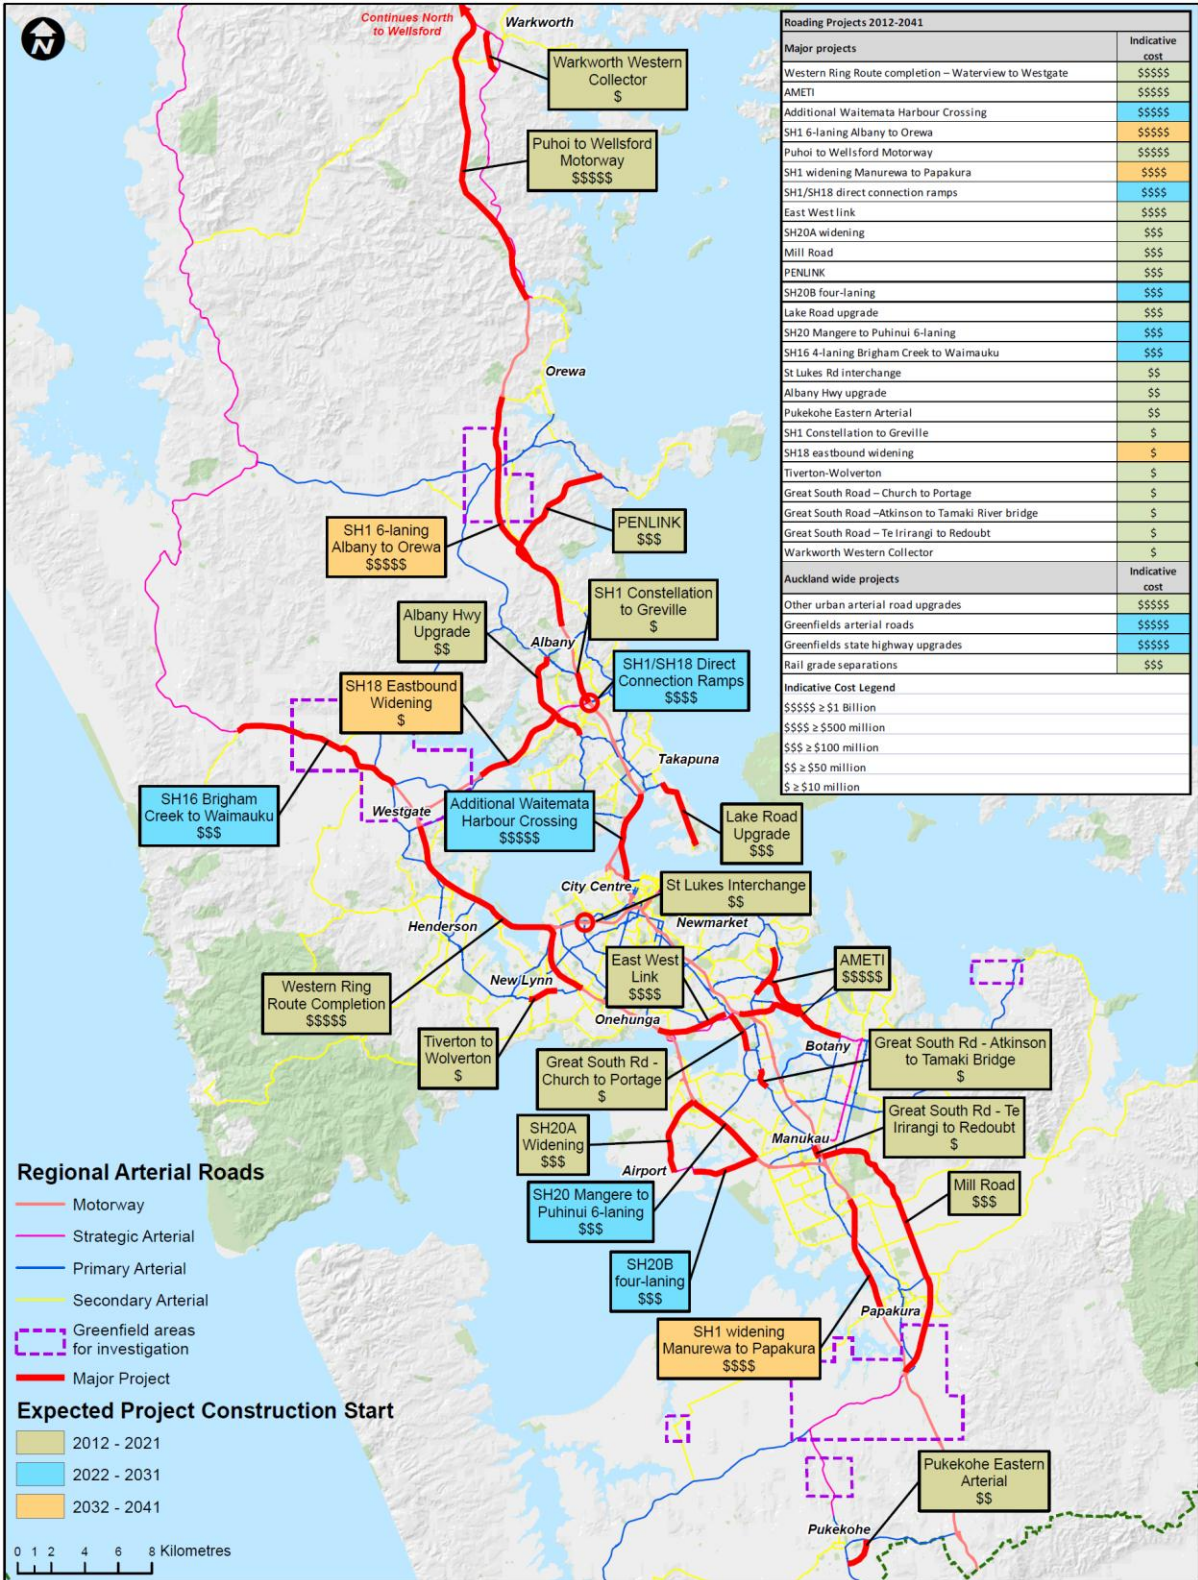 Continues North
to Wellsford
Warkworth
N
Warkworth Western
Collector
$
Puhoi to Wellsford
Motorway
$$$$$
Orewa
SH1 6-laning
Albany to Orewa
$$$$$
PENLINK
$$$
SH1 Constellation
to Greville
$
Albany Hwy
Upgrade
$$
Albany
SH1/SH18 Direct
Connection Ramps
$$$$
SH18 Eastbound
Widening
$
Takapuna
SH16 Brigham
Creek to Waimauku
$$$
Westgate
Additional Waitemata
Harbour Crossing
$$$$$
Lake Road
Upgrade
$$$
City Centre
St Lukes Interchange
$$
Henderson
Newmarket
East West
Link
$$$$
AMETI
$$$$$
Western Ring
Route Completion
$$$$$
New Lynn
Onehunga
Tiverton to
Wolverton
$
Botany
Great South Rd -
Church to Portage
$
Great South Rd - Atkinson
to Tamaki Bridge
$
Great South Rd - Te
Irirangi to Redoubt
$
SH20A
Widening
$$$
Manukau
Airport
Mill Road
$$$
SH20 Mangere to
Puhinui 6-laning
$$$
SH20B
four-laning
$$$
Papakura
SH1 widening
Manurewa to Papakura
$$$$
Pukekohe Eastern
Arterial
$$
Pukekohe
Roading Projects 2012-2041
Major projects Indicative cost
Western Ring Route completion – Waterview to Westgate $$$$$
AMETI $$$$$
Additional Waitemata Harbour Crossing $$$$$
SH1 6-laning Albany to Orewa $$$$$
Puhoi to Wellsford Motorway $$$$$
SH1 widening Manurewa to Papakura $$$$
SH1/SH18 direct connection ramps $$$$
East West link $$$$
SH20A widening $$$
Mill Road $$$
PENLINK $$$
SH20B four-laning $$$
Lake Road upgrade $$$
SH20 Mangere to Puhinui 6-laning $$$
SH16 4-laning Brigham Creek to Waimauku $$$
St Lukes Rd interchange $$
Albany Hwy upgrade $$
Pukekohe Eastern Arterial $$
SH1 Constellation to Greville $
SH18 eastbound widening $
Tiverton-Wolverton $
Great South Road – Church to Portage $
Great South Road –Atkinson to Tamaki River bridge $
Great South Road – Te Irirangi to Redoubt $
Warkworth Western Collector $
Auckland wide projects Indicative cost
Other urban arterial road upgrades $$$$$
Greenfields arterial roads $$$$$
Greenfields state highway upgrades $$$$$
Rail grade separations $$$
Indicative Cost Legend
$$$$$ ≥ $1 Billion
$$$$ ≥ $500 million
$$$ ≥ $100 million
$$ ≥ $50 million
$ ≥ $10 million
Regional Arterial Roads
Motorway
Strategic Arterial
Primary Arterial
Secondary Arterial
Greenfield areas
for investigation
Major Project
Expected Project Construction Start
2012 - 2021
2022 - 2031
2032 - 2041
0 1 2 4 6 8 Kilometres